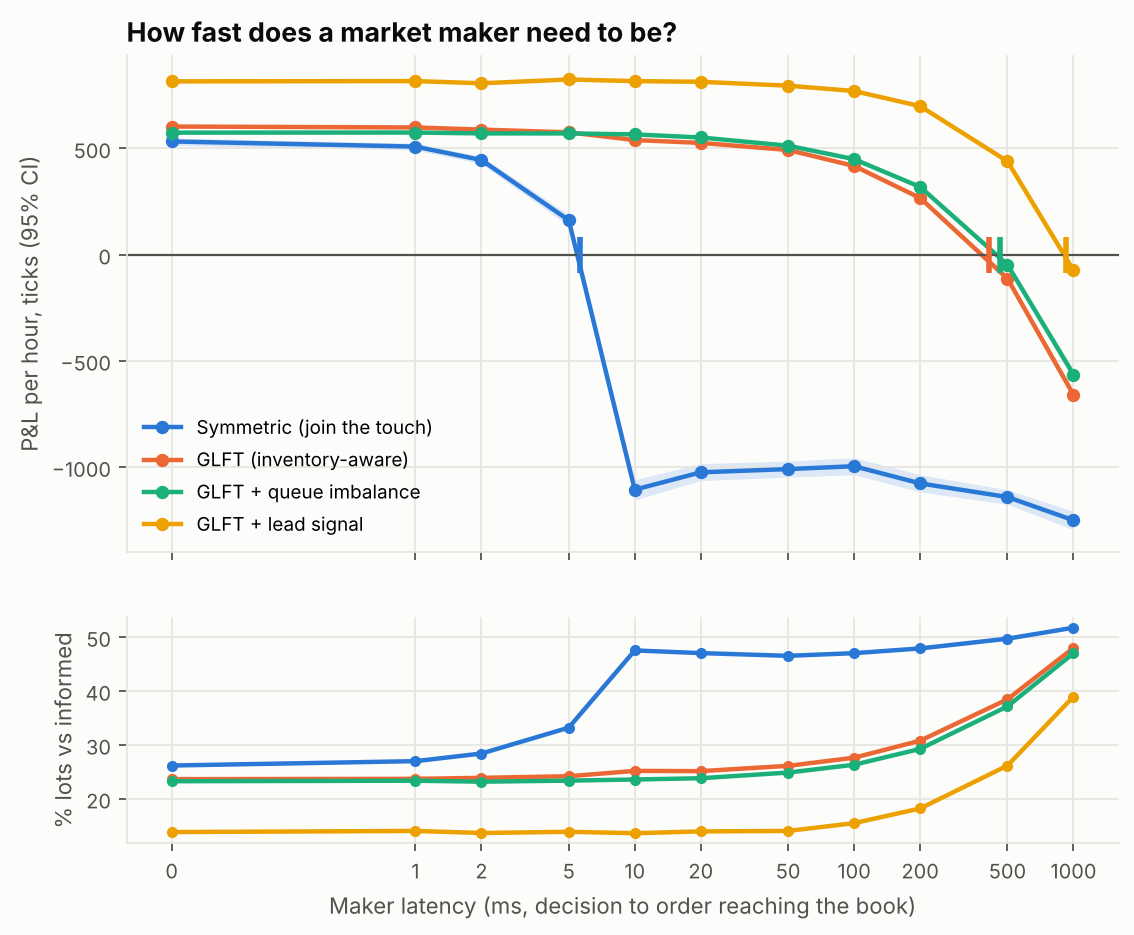 How fast does a market maker need to be?
P&L per hour, ticks (95% CI)
500
0
−500
−1000
Symmetric (join the touch)
GLFT (inventory-aware)
GLFT + queue imbalance
GLFT + lead signal
% lots vs informed
50
40
30
20
0 1 2 5 10 20 50 100 200 500 1000
Maker latency (ms, decision to order reaching the book)